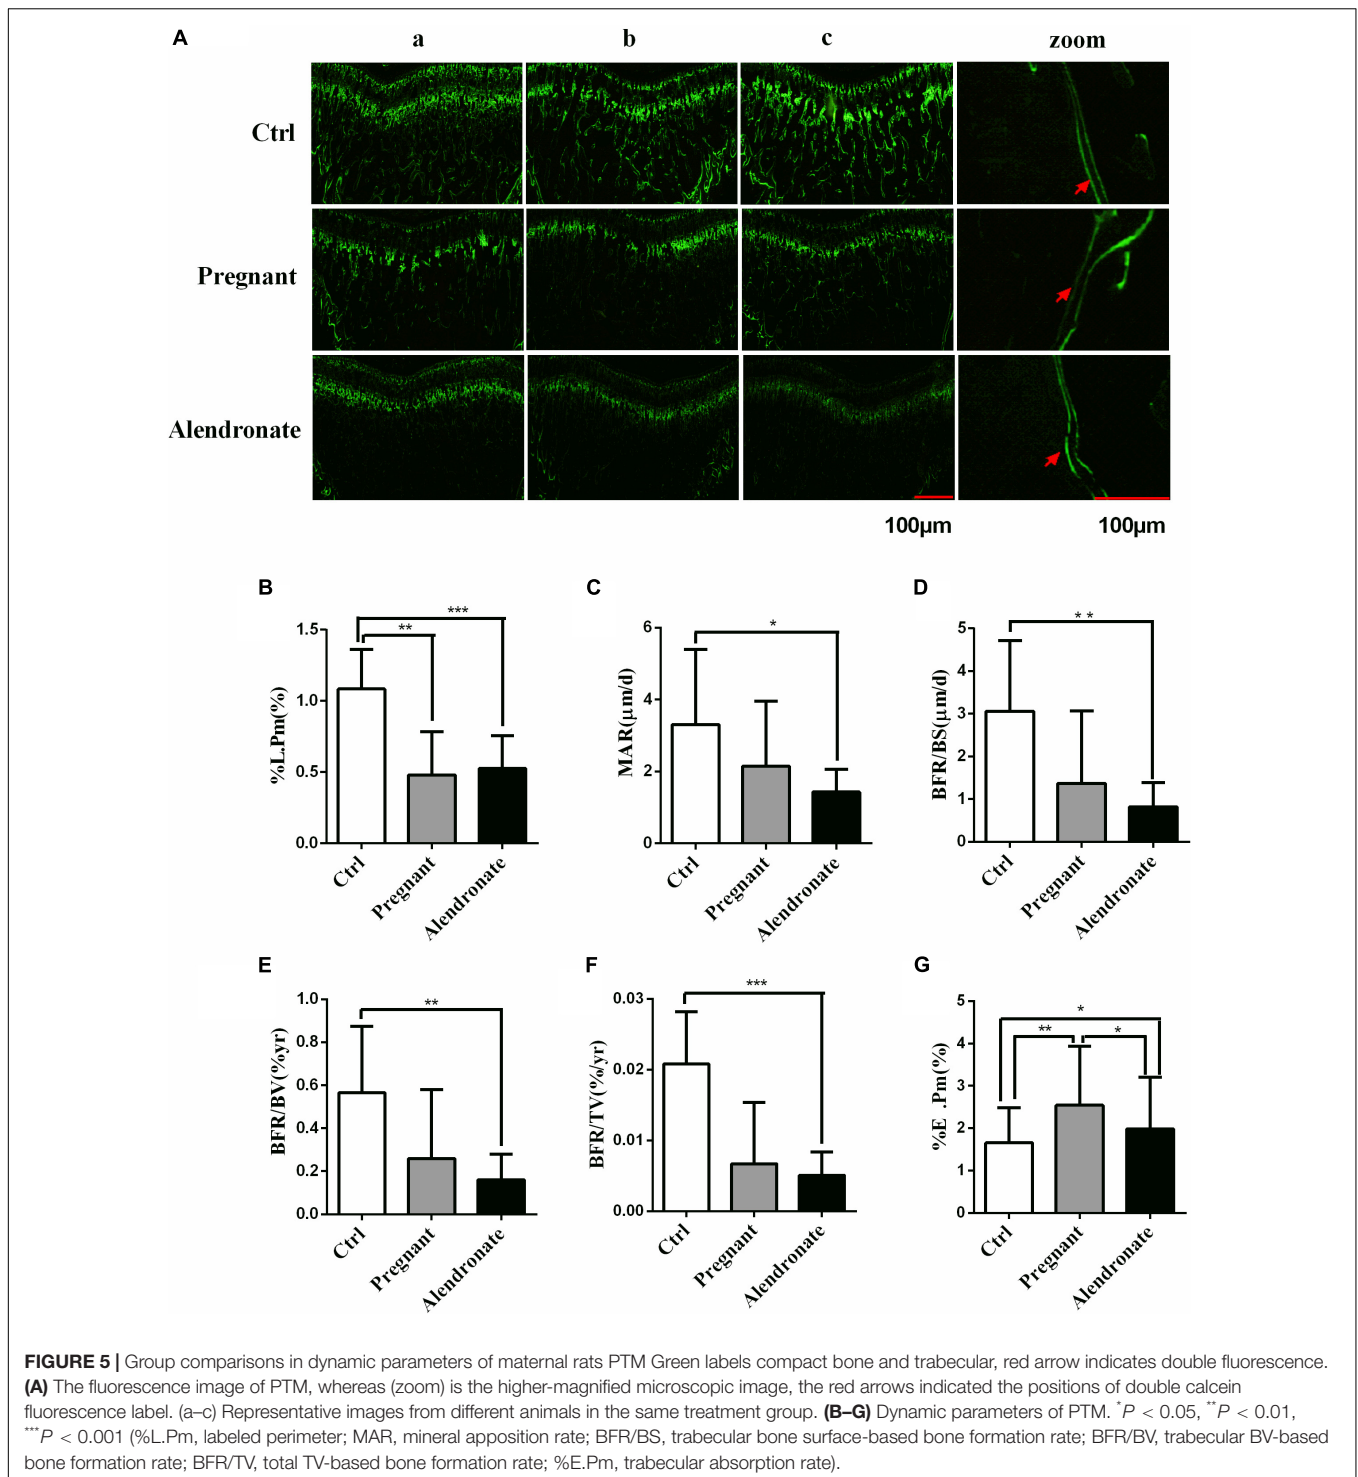 A
a b c zoom
Ctrl
Pregnant
Alendronate
100μm 100μm
B
***
**
1.5
1.0
0.5
0.0
%L.Pm(%)
Ctrl
Pregnant
Alendronate
C
*
6
4
2
0
MAR(μm/d)
Ctrl
Pregnant
Alendronate
D
* *
5
4
3
2
1
0
BFR/BS(μm/d)
Ctrl
Pregnant
Alendronate
E
**
1.0
0.8
0.6
0.4
0.2
0.0
BFR/BV(%yr)
Ctrl
Pregnant
Alendronate
F
***
0.03
0.02
0.01
0.00
BFR/TV(%/yr)
Ctrl
Pregnant
Alendronate
G
*
** *
5
4
3
2
1
0
%E .Pm(%)
Ctrl
Pregnant
Alendronate
FIGURE 5 | Group comparisons in dynamic parameters of maternal rats PTM Green labels compact bone and trabecular, red arrow indicates double fluorescence.
(A) The fluorescence image of PTM, whereas (zoom) is the higher-magnified microscopic image, the red arrows indicated the positions of double calcein
fluorescence label. (a–c) Representative images from different animals in the same treatment group. (B–G) Dynamic parameters of PTM. *P < 0.05, **P < 0.01,
***P < 0.001 (%L.Pm, labeled perimeter; MAR, mineral apposition rate; BFR/BS, trabecular bone surface-based bone formation rate; BFR/BV, trabecular BV-based
bone formation rate; BFR/TV, total TV-based bone formation rate; %E.Pm, trabecular absorption rate).